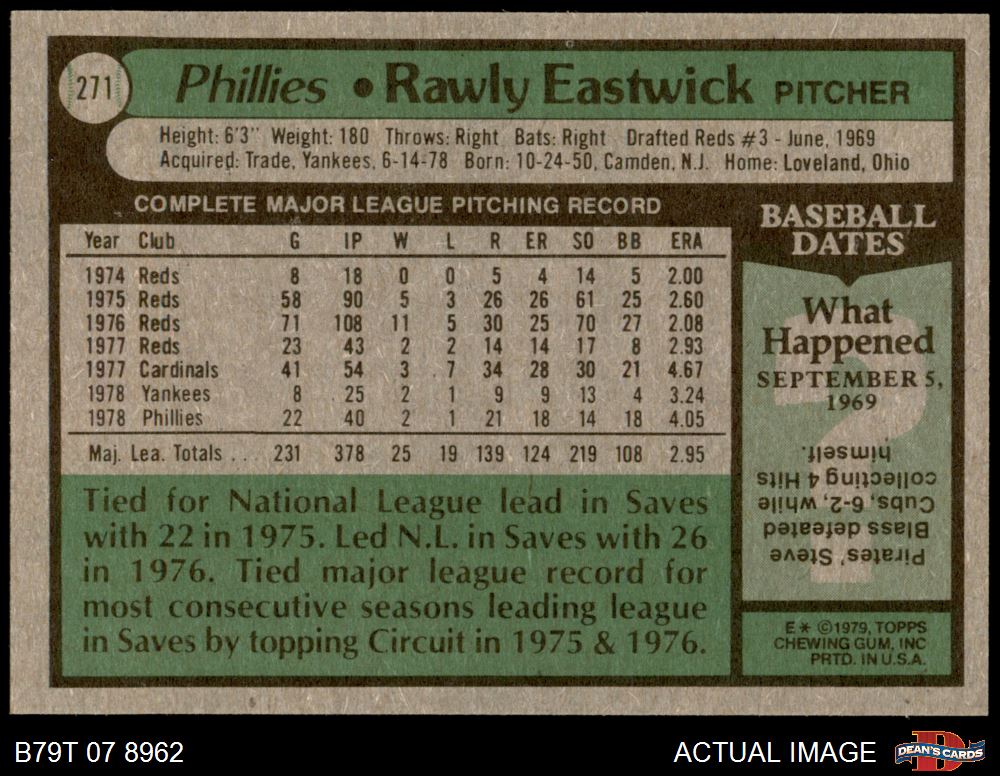 271 Phillies • Rawly Eastwick PITCHER
Height: 6'3" Weight: 180 Throws: Right Bats: Right Drafted Reds #3 - June, 1969
Acquired: Trade, Yankees, 6-14-78 Born: 10-24-50, Camden, N.J. Home: Loveland, Ohio
COMPLETE MAJOR LEAGUE PITCHING RECORD
Year Club G IP W L R ER SO BB ERA
1974 Reds 8 18 0 0 5 4 14 5 2.00
1975 Reds 58 90 5 3 26 26 61 25 2.60
1976 Reds 71 108 11 5 30 25 70 27 2.08
1977 Reds 23 43 2 2 14 14 17 8 2.93
1977 Cardinals 41 54 3 7 34 28 30 21 4.67
1978 Yankees 8 25 2 1 9 9 13 4 3.24
1978 Phillies 22 40 2 1 21 18 14 18 4.05
Maj. Lea. Totals . . . 231 378 25 19 139 124 219 108 2.95
Tied for National League lead in Saves
with 22 in 1975. Led N.L. in Saves with 26
in 1976. Tied major league record for
most consecutive seasons leading league
in Saves by topping Circuit in 1975 & 1976.
BASEBALL
DATES
What
Happened
SEPTEMBER 5,
1969
Pirates' Steve
Blass defeated
Cubs, 6-2, while
collecting 4 Hits
himself.
E* ©1979, TOPPS
CHEWING GUM, INC
PRTD. IN U.S.A.
B79T 07 8962
ACTUAL IMAGE
DEAN'S CARDS